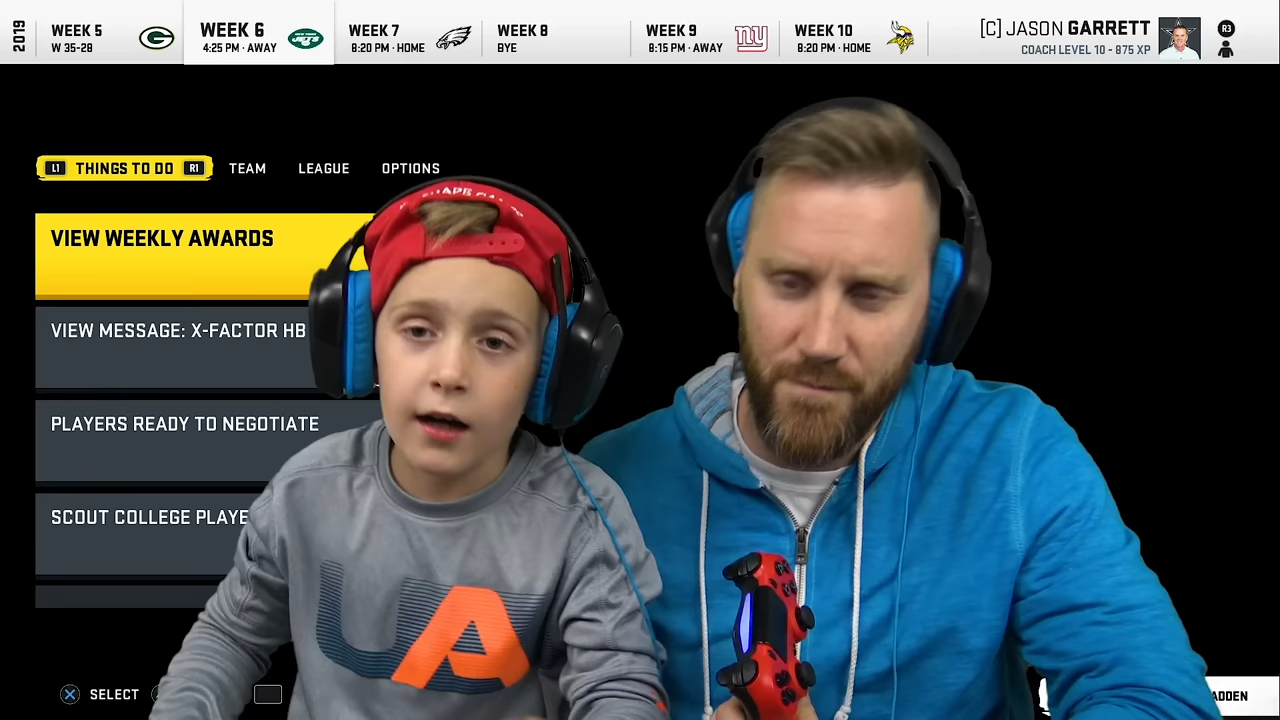 2019
WEEK 5
W 35-28
WEEK 6
4:25 PM · AWAY
JETS
WEEK 7
8:20 PM · HOME
WEEK 8
BYE
WEEK 9
8:15 PM · AWAY
ny
WEEK 10
8:20 PM · HOME
[C] JASON GARRETT
COACH LEVEL 10 - 875 XP
R3
L1 THINGS TO DO R1 TEAM LEAGUE OPTIONS
VIEW WEEKLY AWARDS
VIEW MESSAGE: X-FACTOR HB
PLAYERS READY TO NEGOTIATE
SCOUT COLLEGE PLAYE
UA
SELECT
ADDEN